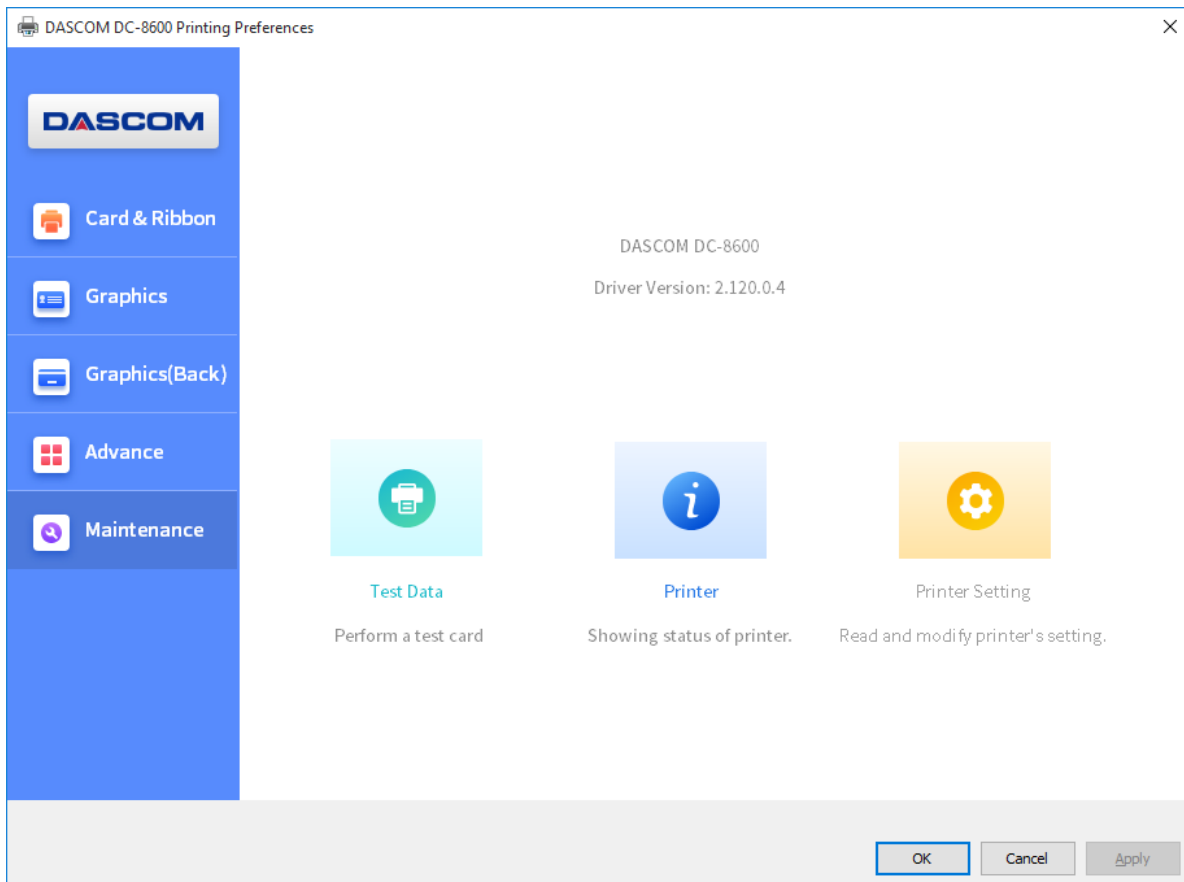 DASCOM DC-8600 Printing Preferences
DASCOM
Card & Ribbon
Graphics
Graphics(Back)
Advance
Maintenance
DASCOM DC-8600
Driver Version: 2.120.0.4
Test Data
Perform a test card
Printer
Showing status of printer.
Printer Setting
Read and modify printer's setting.
OK
Cancel
Apply